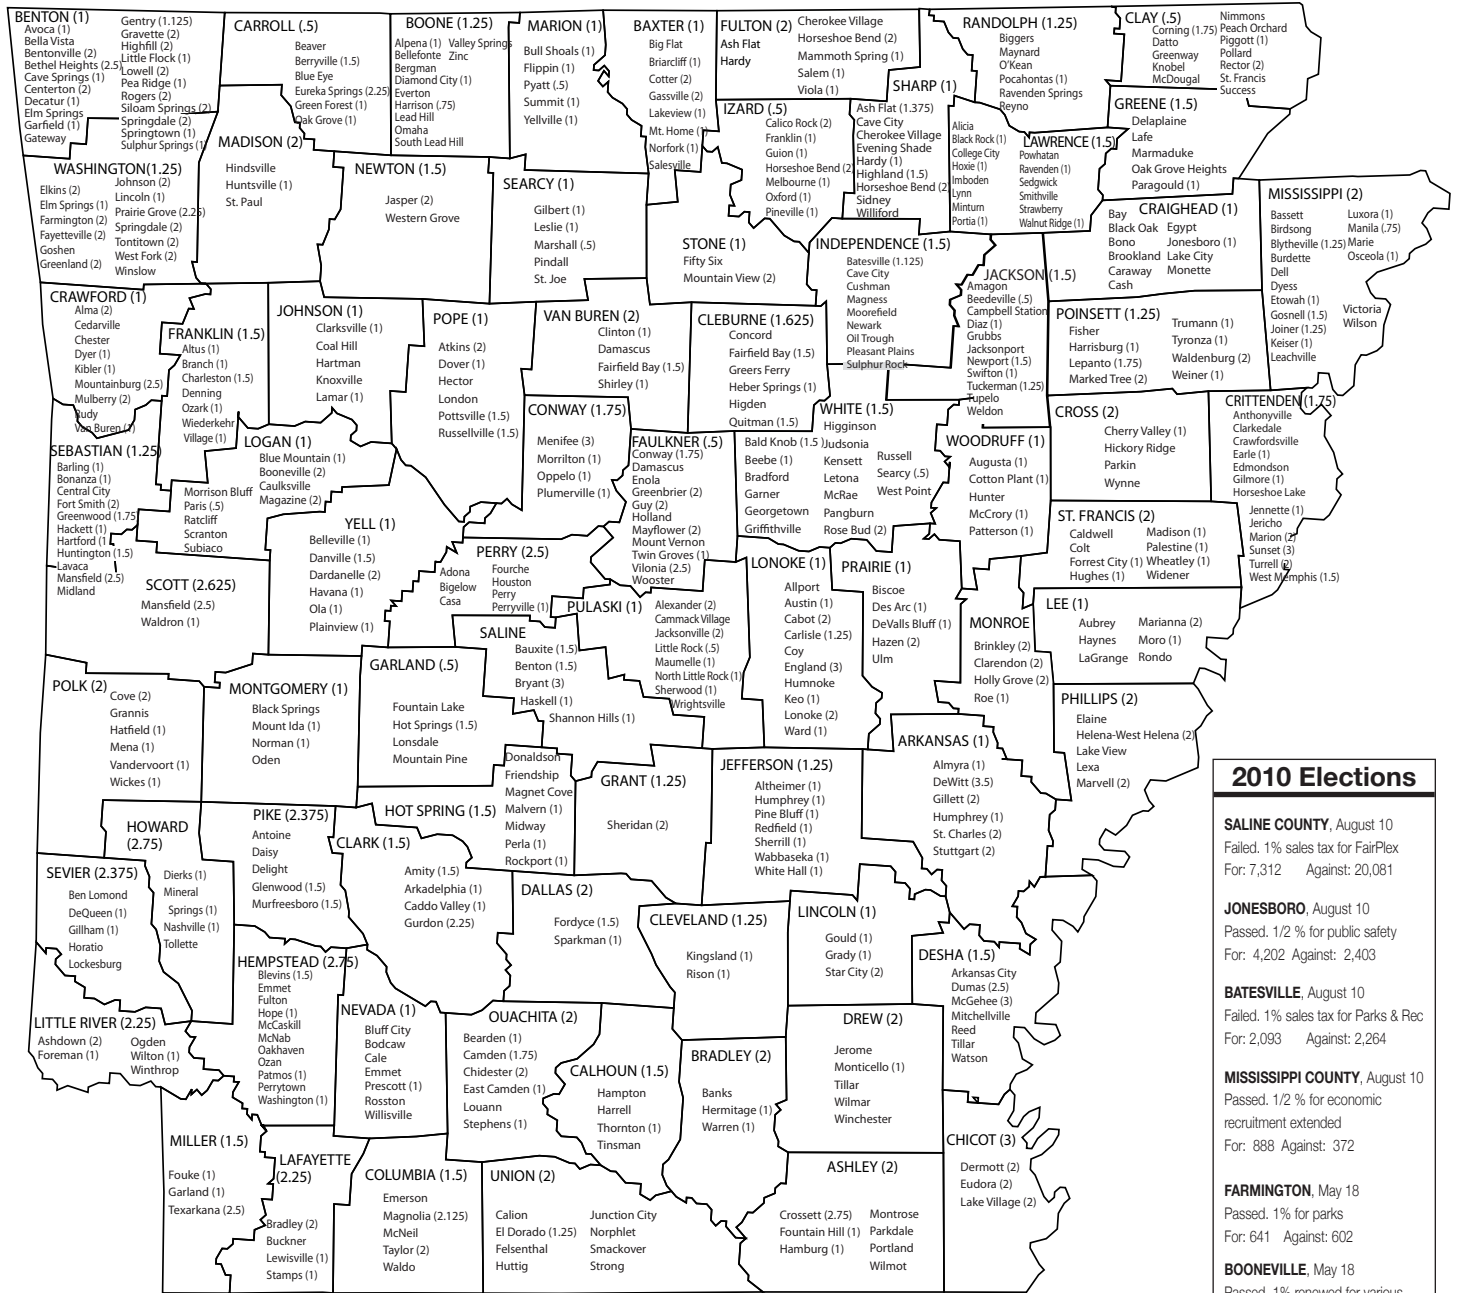 BENTON (1)
Avoca (1)
Bella Vista
Bentonville (2)
Bethel Heights (2.5)
Cave Springs (1)
Centerton (2)
Decatur (1)
Elm Springs
Garfield (1)
Gateway
Gentry (1.125)
Gravette (2)
Highfill (2)
Little Flock (1)
Lowell (2)
Pea Ridge (1)
Rogers (2)
Siloam Springs (2)
Springdale (2)
Springtown (1)
Sulphur Springs (1)
CARROLL (.5)
Beaver
Berryville (1.5)
Blue Eye
Eureka Springs (2.25)
Green Forest (1)
Oak Grove (1)
BOONE (1.25)
Alpena (1)
Bellefonte
Bergman
Diamond City (1)
Everton
Harrison (.75)
Lead Hill
Omaha
South Lead Hill
Valley Springs
Zinc
MARION (1)
Bull Shoals (1)
Flippin (1)
Pyatt (.5)
Summit (1)
Yellville (1)
BAXTER (1)
Big Flat
Briarcliff (1)
Cotter (2)
Gassville (2)
Lakeview (1)
Mt. Home (1)
Norfork (1)
Salesville
FULTON (2)
Ash Flat
Hardy
Cherokee Village
Horseshoe Bend (2)
Mammoth Spring (1)
Salem (1)
Viola (1)
SHARP (1)
Ash Flat (1.375)
Cave City
Cherokee Village
Evening Shade
Hardy (1)
Highland (1.5)
Horseshoe Bend (2)
Sidney
Williford
RANDOLPH (1.25)
Biggers
Maynard
O'Kean
Pocahontas (1)
Ravenden Springs
Reyno
CLAY (.5)
Corning (1.75)
Datto
Greenway
Knobel
McDougal
Nimmons
Peach Orchard
Piggott (1)
Pollard
Rector (2)
St. Francis
Success
GREENE (1.5)
Delaplaine
Lafe
Marmaduke
Oak Grove Heights
Paragould (1)
IZARD (.5)
Calico Rock (2)
Franklin (1)
Guion (1)
Horseshoe Bend (2)
Melbourne (1)
Oxford (1)
Pineville (1)
LAWRENCE (1.5)
Alicia
Black Rock (1)
College City
Hoxie (1)
Imboden
Lynn
Minturn
Portia (1)
Powhatan
Ravenden (1)
Sedgwick
Smithville
Strawberry
Walnut Ridge (1)
MADISON (2)
Hindsville
Huntsville (1)
St. Paul
WASHINGTON(1.25)
Elkins (2)
Elm Springs (1)
Farmington (2)
Fayetteville (2)
Goshen
Greenland (2)
Johnson (2)
Lincoln (1)
Prairie Grove (2.25)
Springdale (2)
Tontitown (2)
West Fork (2)
Winslow
NEWTON (1.5)
Jasper (2)
Western Grove
SEARCY (1)
Gilbert (1)
Leslie (1)
Marshall (.5)
Pindall
St. Joe
STONE (1)
Fifty Six
Mountain View (2)
INDEPENDENCE (1.5)
Batesville (1.125)
Cave City
Cushman
Magness
Moorefield
Newark
Oil Trough
Pleasant Plains
Sulphur Rock
JACKSON (1.5)
Amagon
Beedeville (.5)
Campbell Station
Diaz (1)
Grubbs
Jacksonport
Newport (1.5)
Swifton (1)
Tuckerman (1.25)
Tupelo
Weldon
CRAIGHEAD (1)
Bay
Black Oak
Bono
Brookland
Caraway
Cash
Egypt
Jonesboro (1)
Lake City
Monette
MISSISSIPPI (2)
Bassett
Birdsong
Blytheville (1.25)
Burdette
Dell
Dyess
Etowah (1)
Gosnell (1.5)
Joiner (1.25)
Keiser (1)
Leachville
Luxora (1)
Manila (.75)
Marie
Osceola (1)
Victoria
Wilson
POINSETT (1.25)
Fisher
Harrisburg (1)
Lepanto (1.75)
Marked Tree (2)
Trumann (1)
Tyronza (1)
Waldenburg (2)
Weiner (1)
CRAWFORD (1)
Alma (2)
Cedarville
Chester
Dyer (1)
Kibler (1)
Mountainburg (2.5)
Mulberry (2)
Rudy
Van Buren (1)
FRANKLIN (1.5)
Altus (1)
Branch (1)
Charleston (1.5)
Denning
Ozark (1)
Wiederkehr
Village (1)
JOHNSON (1)
Clarksville (1)
Coal Hill
Hartman
Knoxville
Lamar (1)
POPE (1)
Atkins (2)
Dover (1)
Hector
London
Pottsville (1.5)
Russellville (1.5)
VAN BUREN (2)
Clinton (1)
Damascus
Fairfield Bay (1.5)
Shirley (1)
CLEBURNE (1.625)
Concord
Fairfield Bay (1.5)
Greers Ferry
Heber Springs (1)
Higden
Quitman (1.5)
CONWAY (1.75)
Menifee (3)
Morrilton (1)
Oppelo (1)
Plumerville (1)
FAULKNER (.5)
Conway (1.75)
Damascus
Enola
Greenbrier (2)
Guy (2)
Holland
Mayflower (2)
Mount Vernon
Twin Groves (1)
Vilonia (2.5)
Wooster
WHITE (1.5)
Bald Knob (1.5)
Beebe (1)
Bradford
Garner
Georgetown
Griffithville
Higginson
Judsonia
Kensett
Letona
McRae
Pangburn
Rose Bud (2)
Russell
Searcy (.5)
West Point
WOODRUFF (1)
Augusta (1)
Cotton Plant (1)
Hunter
McCrory (1)
Patterson (1)
CROSS (2)
Cherry Valley (1)
Hickory Ridge
Parkin
Wynne
CRITTENDEN(1.75)
Anthonyville
Clarkedale
Crawfordsville
Earle (1)
Edmondson
Gilmore (1)
Horseshoe Lake
Jennette (1)
Jericho
Marion (2)
Sunset (3)
Turrell (2)
West Memphis (1.5)
ST. FRANCIS (2)
Caldwell
Colt
Forrest City (1)
Hughes (1)
Madison (1)
Palestine (1)
Wheatley (1)
Widener
SEBASTIAN (1.25)
Barling (1)
Bonanza (1)
Central City
Fort Smith (2)
Greenwood (1.75)
Hackett (1)
Hartford (1)
Huntington (1.5)
Lavaca
Mansfield (2.5)
Midland
LOGAN (1)
Blue Mountain (1)
Booneville (2)
Caulksville
Magazine (2)
Morrison Bluff
Paris (.5)
Ratcliff
Scranton
Subiaco
YELL (1)
Belleville (1)
Danville (1.5)
Dardanelle (2)
Havana (1)
Ola (1)
Plainview (1)
PERRY (2.5)
Adona
Bigelow
Casa
Fourche
Houston
Perry
Perryville (1)
SCOTT (2.625)
Mansfield (2.5)
Waldron (1)
PULASKI (1)
Alexander (2)
Cammack Village
Jacksonville (2)
Little Rock (.5)
Maumelle (1)
North Little Rock (1)
Sherwood (1)
Wrightsville
LONOKE (1)
Allport
Austin (1)
Cabot (2)
Carlisle (1.25)
Coy
England (3)
Humnoke
Keo (1)
Lonoke (2)
Ward (1)
PRAIRIE (1)
Biscoe
Des Arc (1)
DeValls Bluff (1)
Hazen (2)
Ulm
MONROE
Brinkley (2)
Clarendon (2)
Holly Grove (2)
Roe (1)
LEE (1)
Aubrey
Haynes
LaGrange
Marianna (2)
Moro (1)
Rondo
PHILLIPS (2)
Elaine
Helena-West Helena (2)
Lake View
Lexa
Marvell (2)
SALINE
Bauxite (1.5)
Benton (1.5)
Bryant (3)
Haskell (1)
Shannon Hills (1)
GARLAND (.5)
Fountain Lake
Hot Springs (1.5)
Lonsdale
Mountain Pine
POLK (2)
Cove (2)
Grannis
Hatfield (1)
Mena (1)
Vandervoort (1)
Wickes (1)
MONTGOMERY (1)
Black Springs
Mount Ida (1)
Norman (1)
Oden
HOT SPRING (1.5)
Donaldson
Friendship
Magnet Cove
Malvern (1)
Midway
Perla (1)
Rockport (1)
GRANT (1.25)
Sheridan (2)
JEFFERSON (1.25)
Altheimer (1)
Humphrey (1)
Pine Bluff (1)
Redfield (1)
Sherrill (1)
Wabbaseka (1)
White Hall (1)
ARKANSAS (1)
Almyra (1)
DeWitt (3.5)
Gillett (2)
Humphrey (1)
St. Charles (2)
Stuttgart (2)
HOWARD
(2.75)
Dierks (1)
Mineral
Springs (1)
Nashville (1)
Tollette
PIKE (2.375)
Antoine
Daisy
Delight
Glenwood (1.5)
Murfreesboro (1.5)
CLARK (1.5)
Amity (1.5)
Arkadelphia (1)
Caddo Valley (1)
Gurdon (2.25)
SEVIER (2.375)
Ben Lomond
DeQueen (1)
Gillham (1)
Horatio
Lockesburg
DALLAS (2)
Fordyce (1.5)
Sparkman (1)
CLEVELAND (1.25)
Kingsland (1)
Rison (1)
LINCOLN (1)
Gould (1)
Grady (1)
Star City (2)
DESHA (1.5)
Arkansas City
Dumas (2.5)
McGehee (3)
Mitchellville
Reed
Tillar
Watson
HEMPSTEAD (2.75)
Blevins (1.5)
Emmet
Fulton
Hope (1)
McCaskill
McNab
Oakhaven
Ozan
Patmos (1)
Perrytown
Washington (1)
LITTLE RIVER (2.25)
Ashdown (2)
Foreman (1)
Ogden
Wilton (1)
Winthrop
NEVADA (1)
Bluff City
Bodcaw
Cale
Emmet
Prescott (1)
Rosston
Willisville
OUACHITA (2)
Bearden (1)
Camden (1.75)
Chidester (2)
East Camden (1)
Louann
Stephens (1)
CALHOUN (1.5)
Hampton
Harrell
Thornton (1)
Tinsman
BRADLEY (2)
Banks
Hermitage (1)
Warren (1)
DREW (2)
Jerome
Monticello (1)
Tillar
Wilmar
Winchester
MILLER (1.5)
Fouke (1)
Garland (1)
Texarkana (2.5)
LAFAYETTE
(2.25)
Bradley (2)
Buckner
Lewisville (1)
Stamps (1)
COLUMBIA (1.5)
Emerson
Magnolia (2.125)
McNeil
Taylor (2)
Waldo
UNION (2)
Calion
El Dorado (1.25)
Felsenthal
Huttig
Junction City
Norphlet
Smackover
Strong
ASHLEY (2)
Crossett (2.75)
Fountain Hill (1)
Hamburg (1)
Montrose
Parkdale
Portland
Wilmot
CHICOT (3)
Dermott (2)
Eudora (2)
Lake Village (2)
2010 Elections
SALINE COUNTY, August 10
Failed. 1% sales tax for FairPlex
For: 7,312 Against: 20,081
JONESBORO, August 10
Passed. 1/2 % for public safety
For: 4,202 Against: 2,403
BATESVILLE, August 10
Failed. 1% sales tax for Parks & Rec
For: 2,093 Against: 2,264
MISSISSIPPI COUNTY, August 10
Passed. 1/2 % for economic
recruitment extended
For: 888 Against: 372
FARMINGTON, May 18
Passed. 1% for parks
For: 641 Against: 602
BOONEVILLE, May 18
Passed. 1% renewed for various